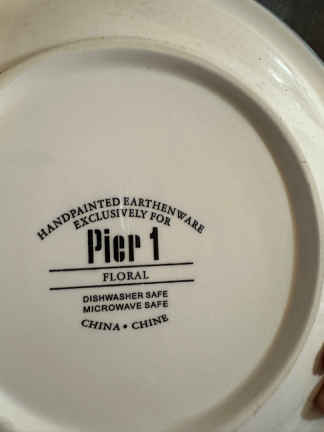 HANDPAINTED EARTHENWARE
EXCLUSIVELY FOR
Pier 1
FLORAL
DISHWASHER SAFE
MICROWAVE SAFE
CHINA • CHINE